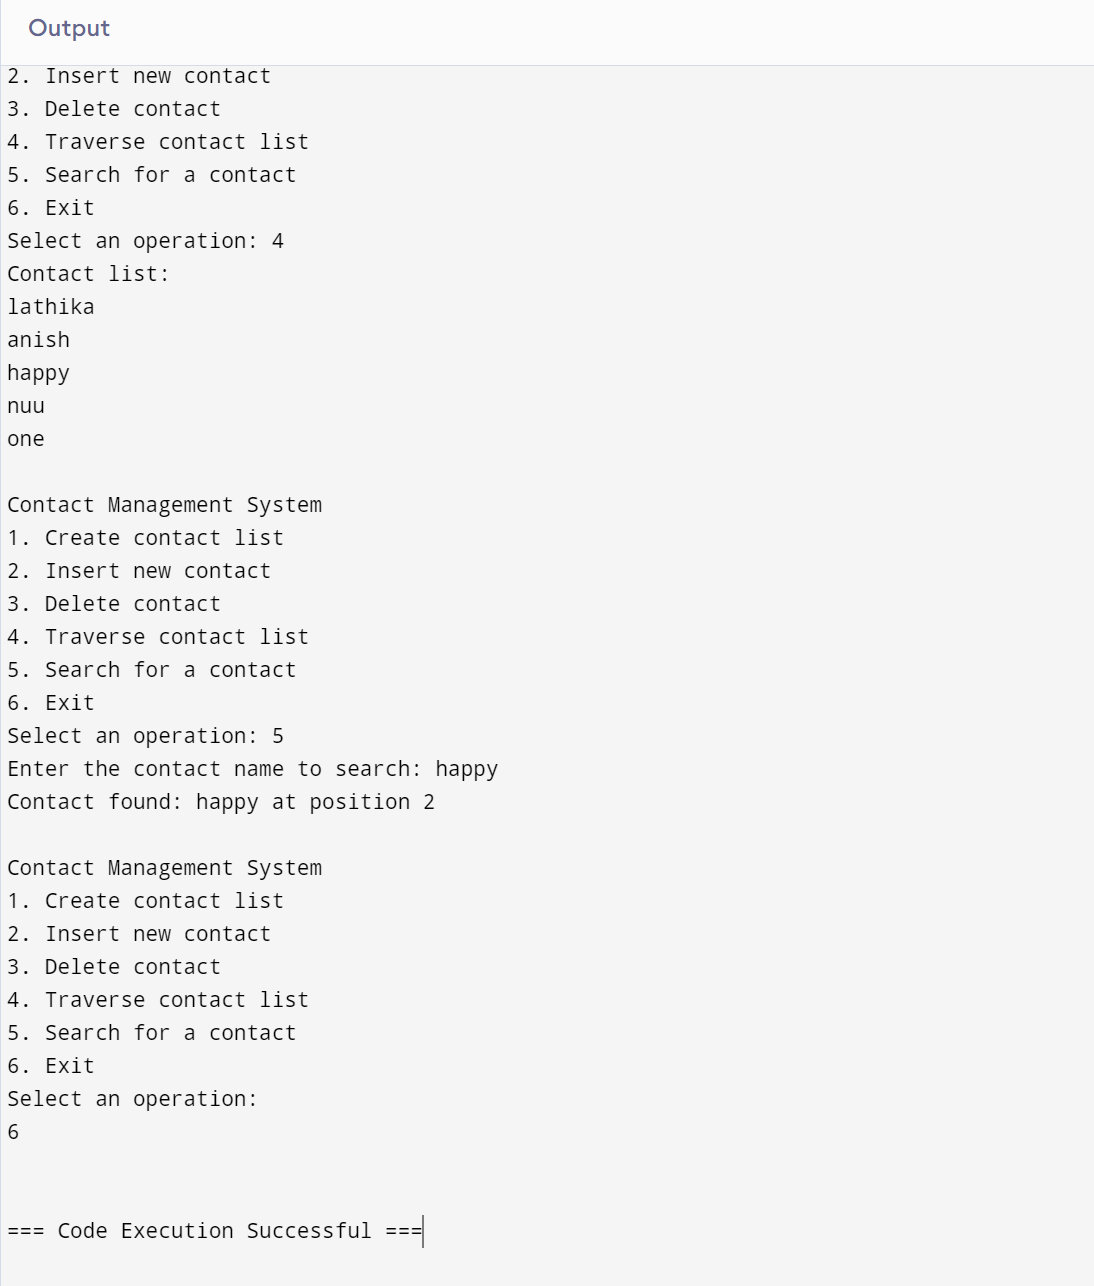 Output
2. Insert new contact
3. Delete contact
4. Traverse contact list
5. Search for a contact
6. Exit
Select an operation: 4
Contact list:
lathika
anish
happy
nuu
one
Contact Management System
1. Create contact list
2. Insert new contact
3. Delete contact
4. Traverse contact list
5. Search for a contact
6. Exit
Select an operation: 5
Enter the contact name to search: happy
Contact found: happy at position 2
Contact Management System
1. Create contact list
2. Insert new contact
3. Delete contact
4. Traverse contact list
5. Search for a contact
6. Exit
Select an operation:
6
=== Code Execution Successful ===